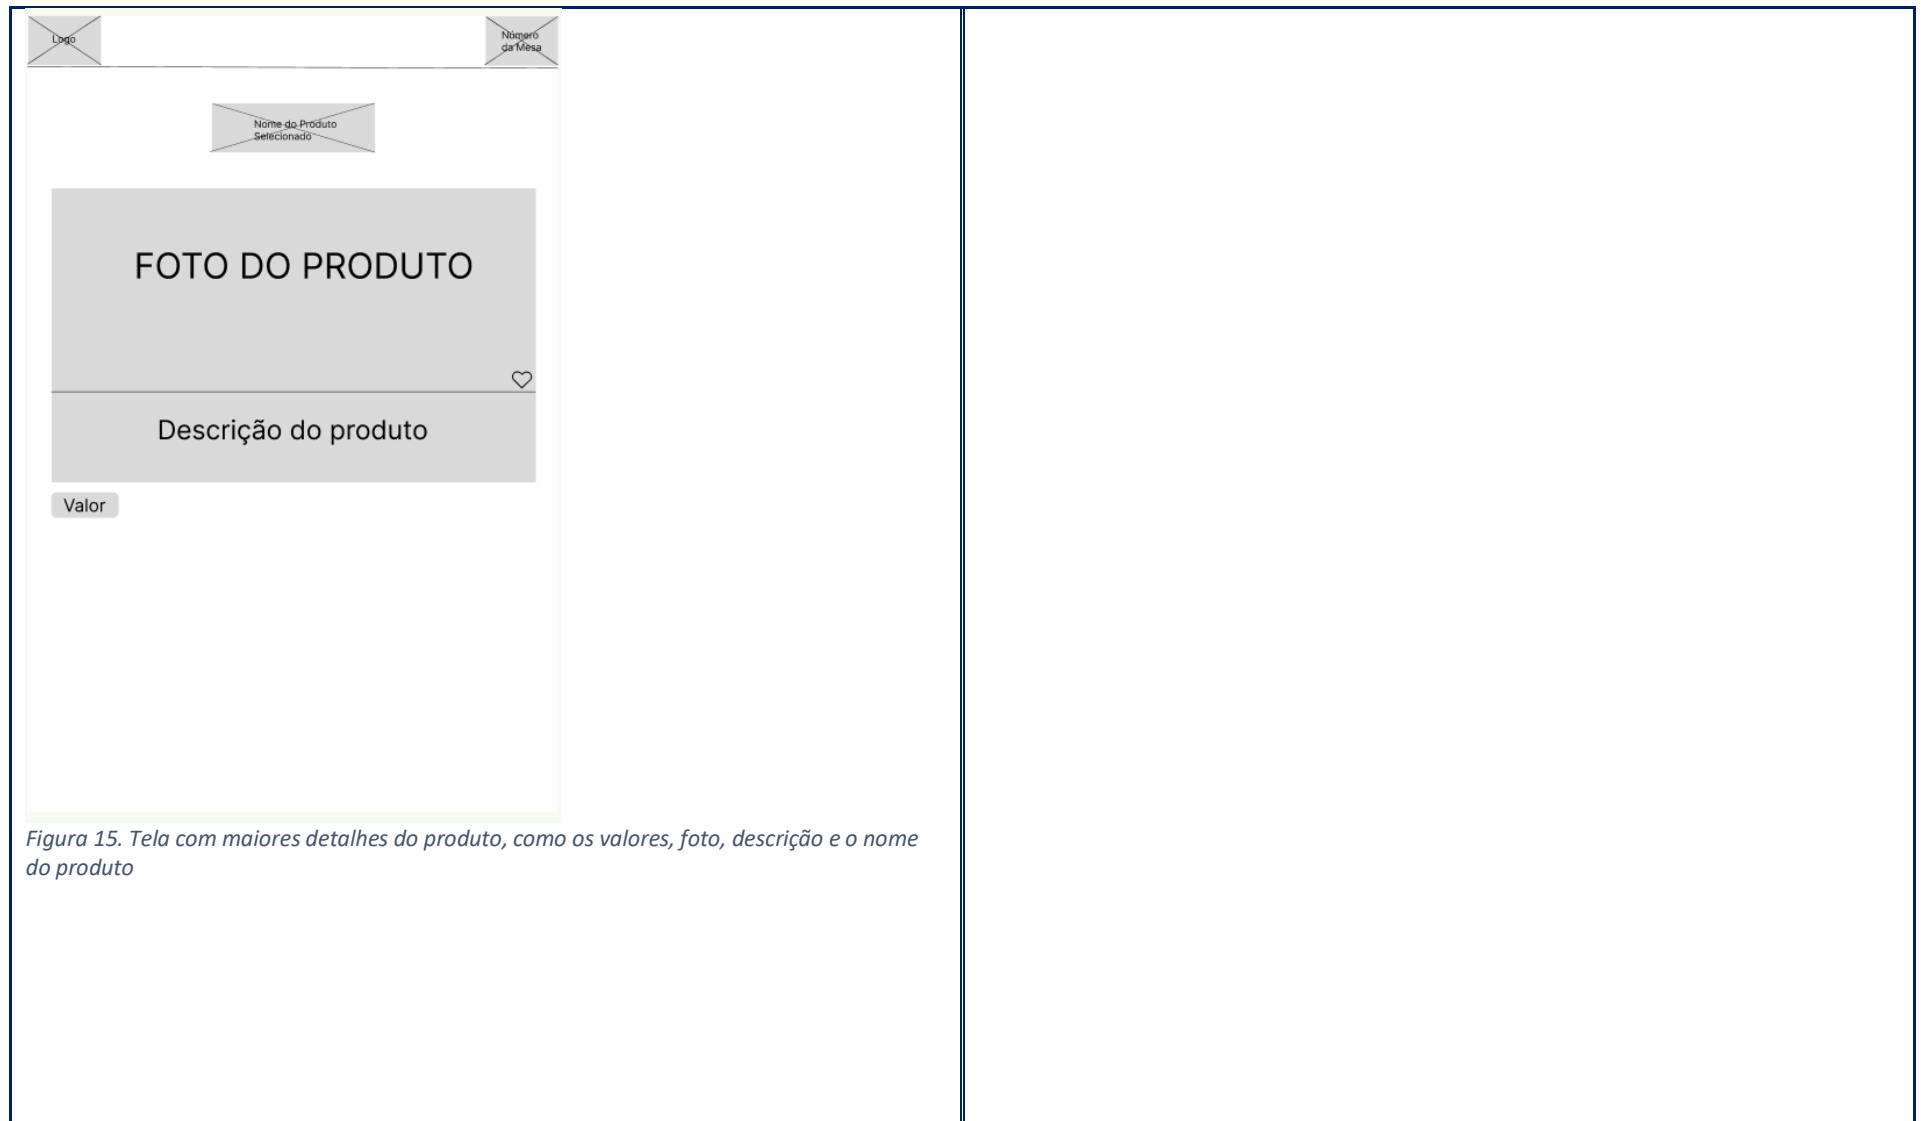 Logo
Número
da Mesa
Nome do Produto
Selecionado
FOTO DO PRODUTO
Descrição do produto
Valor
Figura 15. Tela com maiores detalhes do produto, como os valores, foto, descrição e o nome
do produto